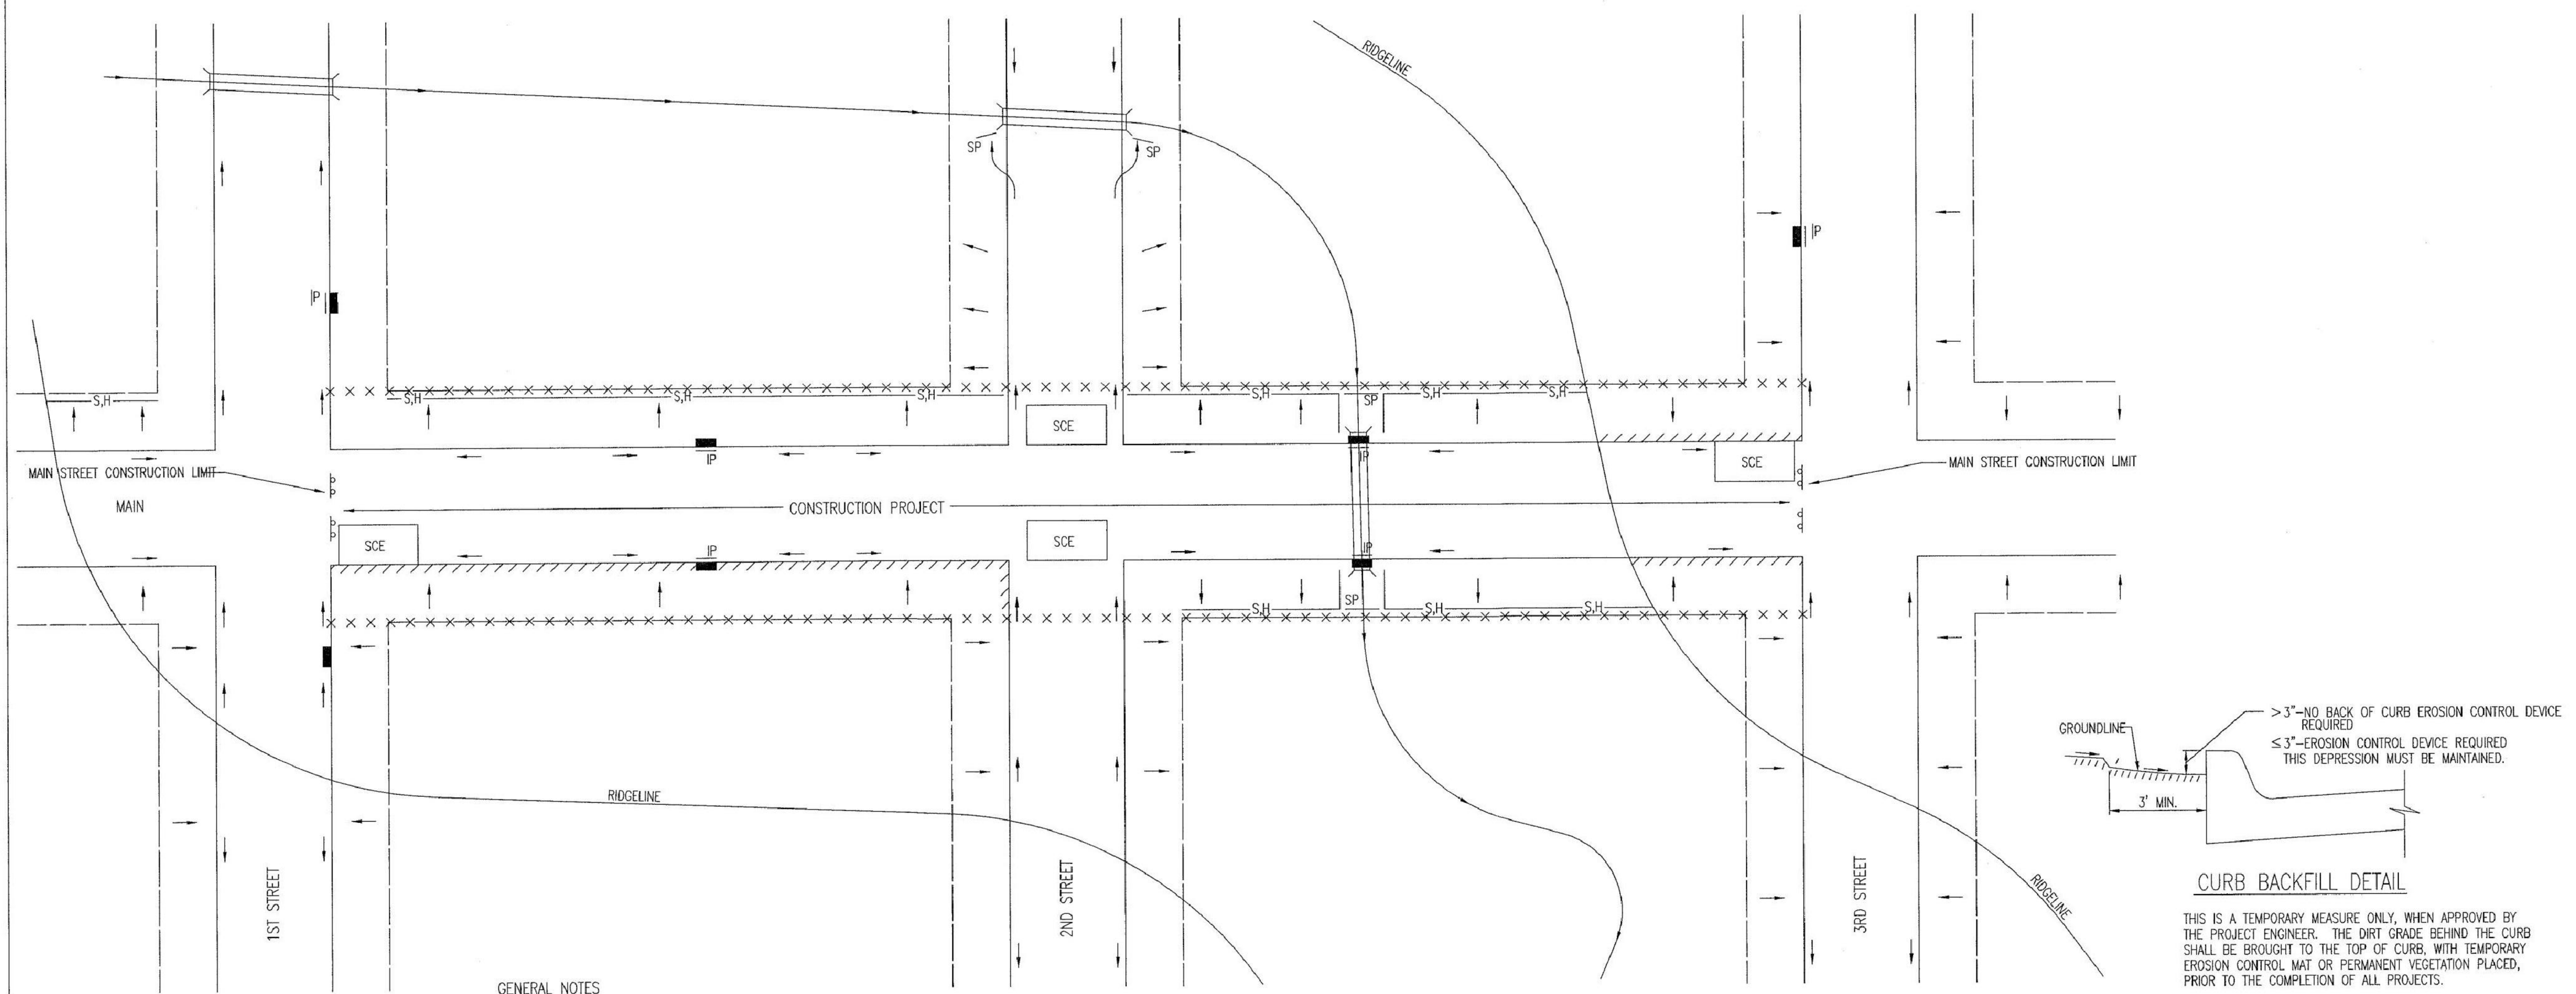 RIDGELINE
SP
SP
IP
IP
S,H
S,H
S,H
S,H
S,H
SP
S,H
S,H
SCE
SCE
MAIN STREET CONSTRUCTION LIMIT
IP
IP
MAIN STREET CONSTRUCTION LIMIT
MAIN
CONSTRUCTION PROJECT
SCE
SCE
IP
IP
S,H
SP
S,H
S,H
RIDGELINE
1ST STREET
2ND STREET
3RD STREET
RIDGELINE
GROUNDLINE
>3"-NO BACK OF CURB EROSION CONTROL DEVICE
REQUIRED
≤3"-EROSION CONTROL DEVICE REQUIRED
THIS DEPRESSION MUST BE MAINTAINED.
3' MIN.
CURB BACKFILL DETAIL
THIS IS A TEMPORARY MEASURE ONLY, WHEN APPROVED BY
THE PROJECT ENGINEER. THE DIRT GRADE BEHIND THE CURB
SHALL BE BROUGHT TO THE TOP OF CURB, WITH TEMPORARY
EROSION CONTROL MAT OR PERMANENT VEGETATION PLACED,
PRIOR TO THE COMPLETION OF ALL PROJECTS.
GENERAL NOTES